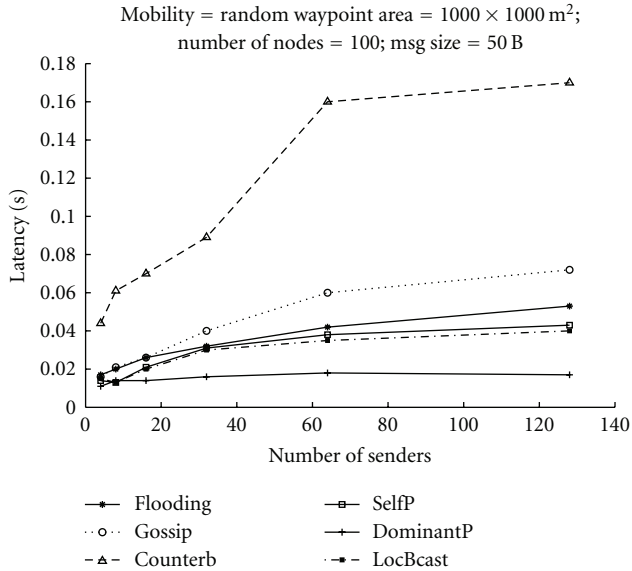 Mobility = random waypoint area = 1000 × 1000 m²;
number of nodes = 100; msg size = 50 B
0.18
0.16
0.14
0.12
0.1
0.08
0.06
0.04
0.02
0
Latency (s)
0 20 40 60 80 100 120 140
Number of senders
Flooding
Gossip
Counterb
SelfP
DominantP
LocBcast